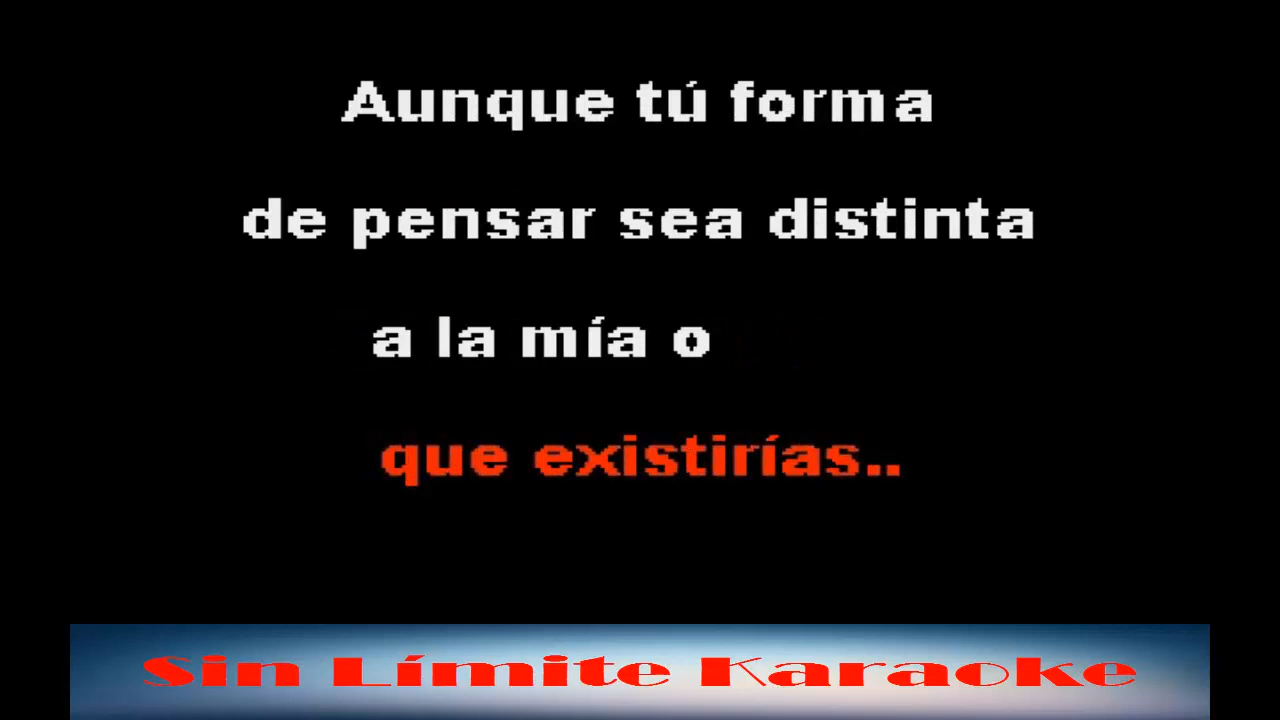 Aunque tú forma
de pensar sea distinta
a la mía o
que existirías..
Sin Límite Karaoke